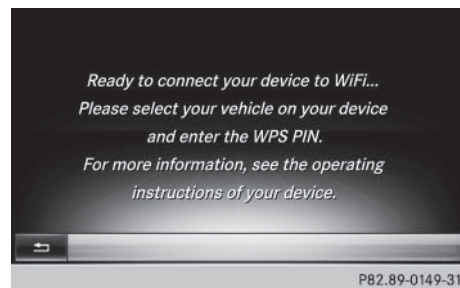 Ready to connect your device to WiFi...
Please select your vehicle on your device
and enter the WPS PIN.
For more information, see the operating
instructions of your device.
P82.89-0149-31